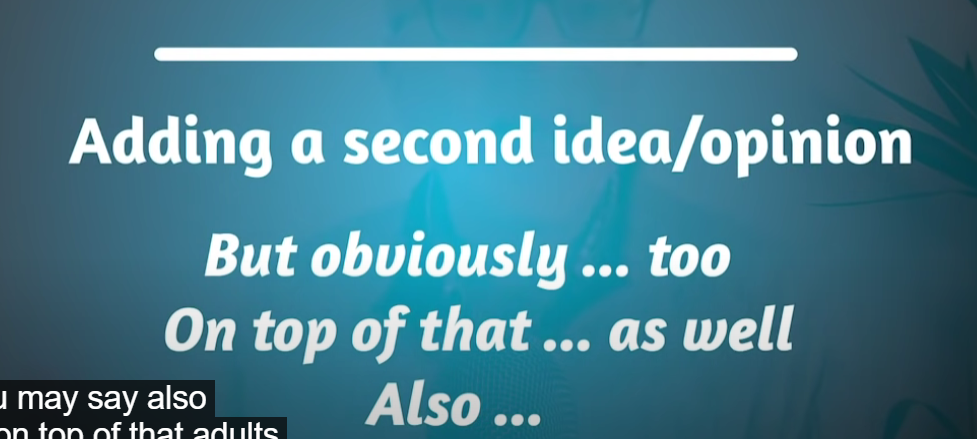 Adding a second idea/opinion
But obviously ... too
On top of that ... as well
Also ...
may say also
on top of that adults